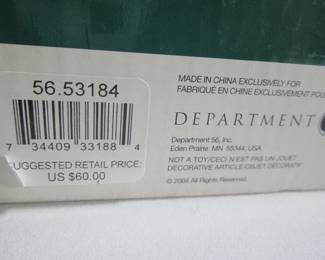 56.53184
7 34409 33188 4
SUGGESTED RETAIL PRICE:
US $60.00
MADE IN CHINA EXCLUSIVELY FOR
FABRIQUÉ EN CHINE EXCLUSIVEMENT POU
DEPARTMENT
Department 56, Inc.
Eden Prairie MN 55344, USA
NOT A TOY/CECI N'EST PAS UN JOUET
DECORATIVE ARTICLE/OBJET DÉCORATIF
© 2004 All Rights Reserved